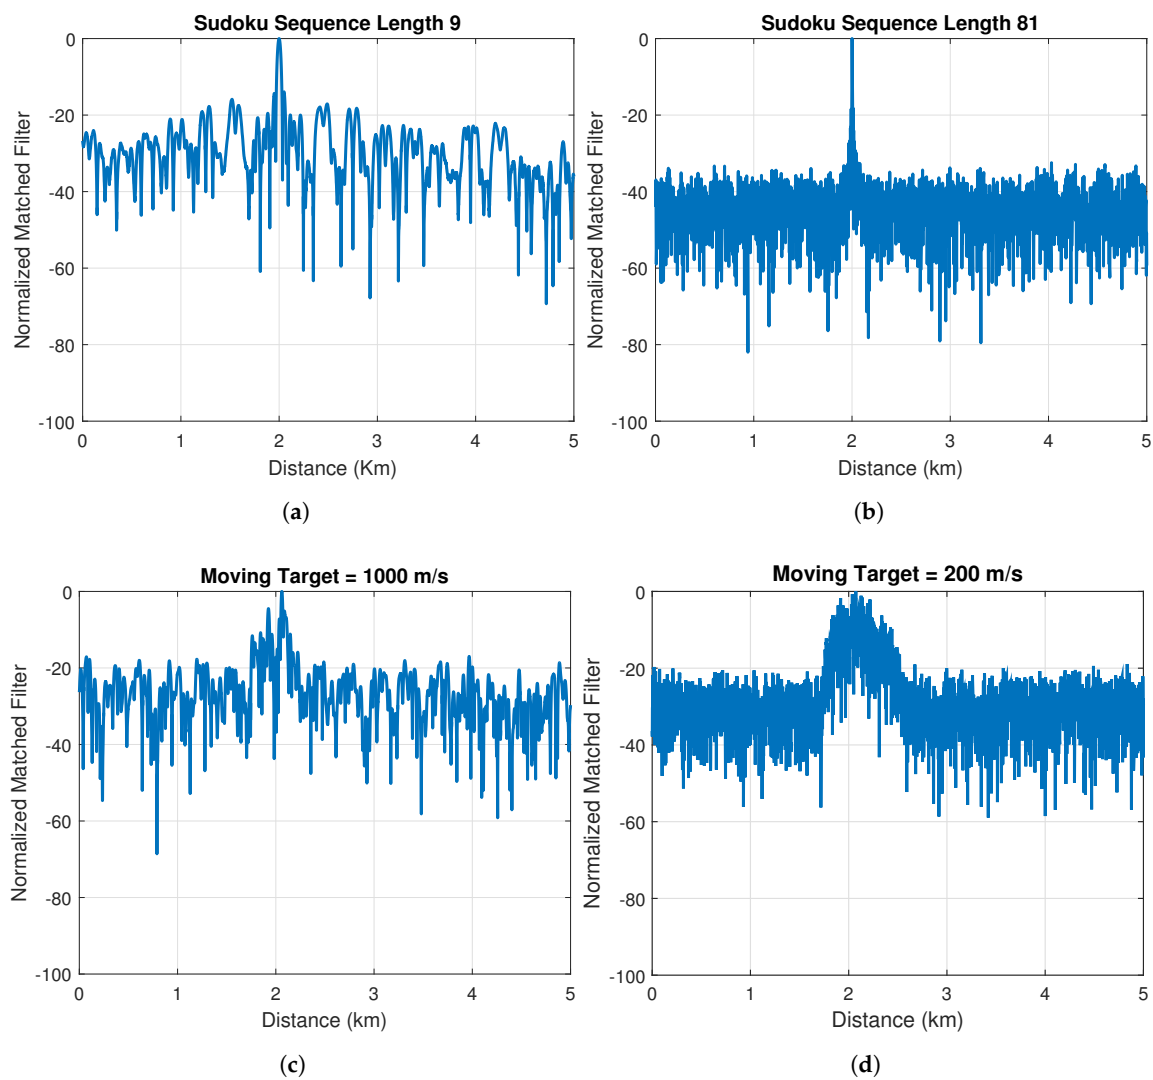 Sudoku Sequence Length 9
0
-20
-40
-60
-80
-100
Normalized Matched Filter
0 1 2 3 4 5
Distance (Km)
(a)
Sudoku Sequence Length 81
0
-20
-40
-60
-80
-100
Normalized Matched Filter
0 1 2 3 4 5
Distance (km)
(b)
Moving Target = 1000 m/s
0
-20
-40
-60
-80
-100
Normalized Matched Filter
0 1 2 3 4 5
Distance (km)
(c)
Moving Target = 200 m/s
0
-20
-40
-60
-80
-100
Normalized Matched Filter
0 1 2 3 4 5
Distance (km)
(d)